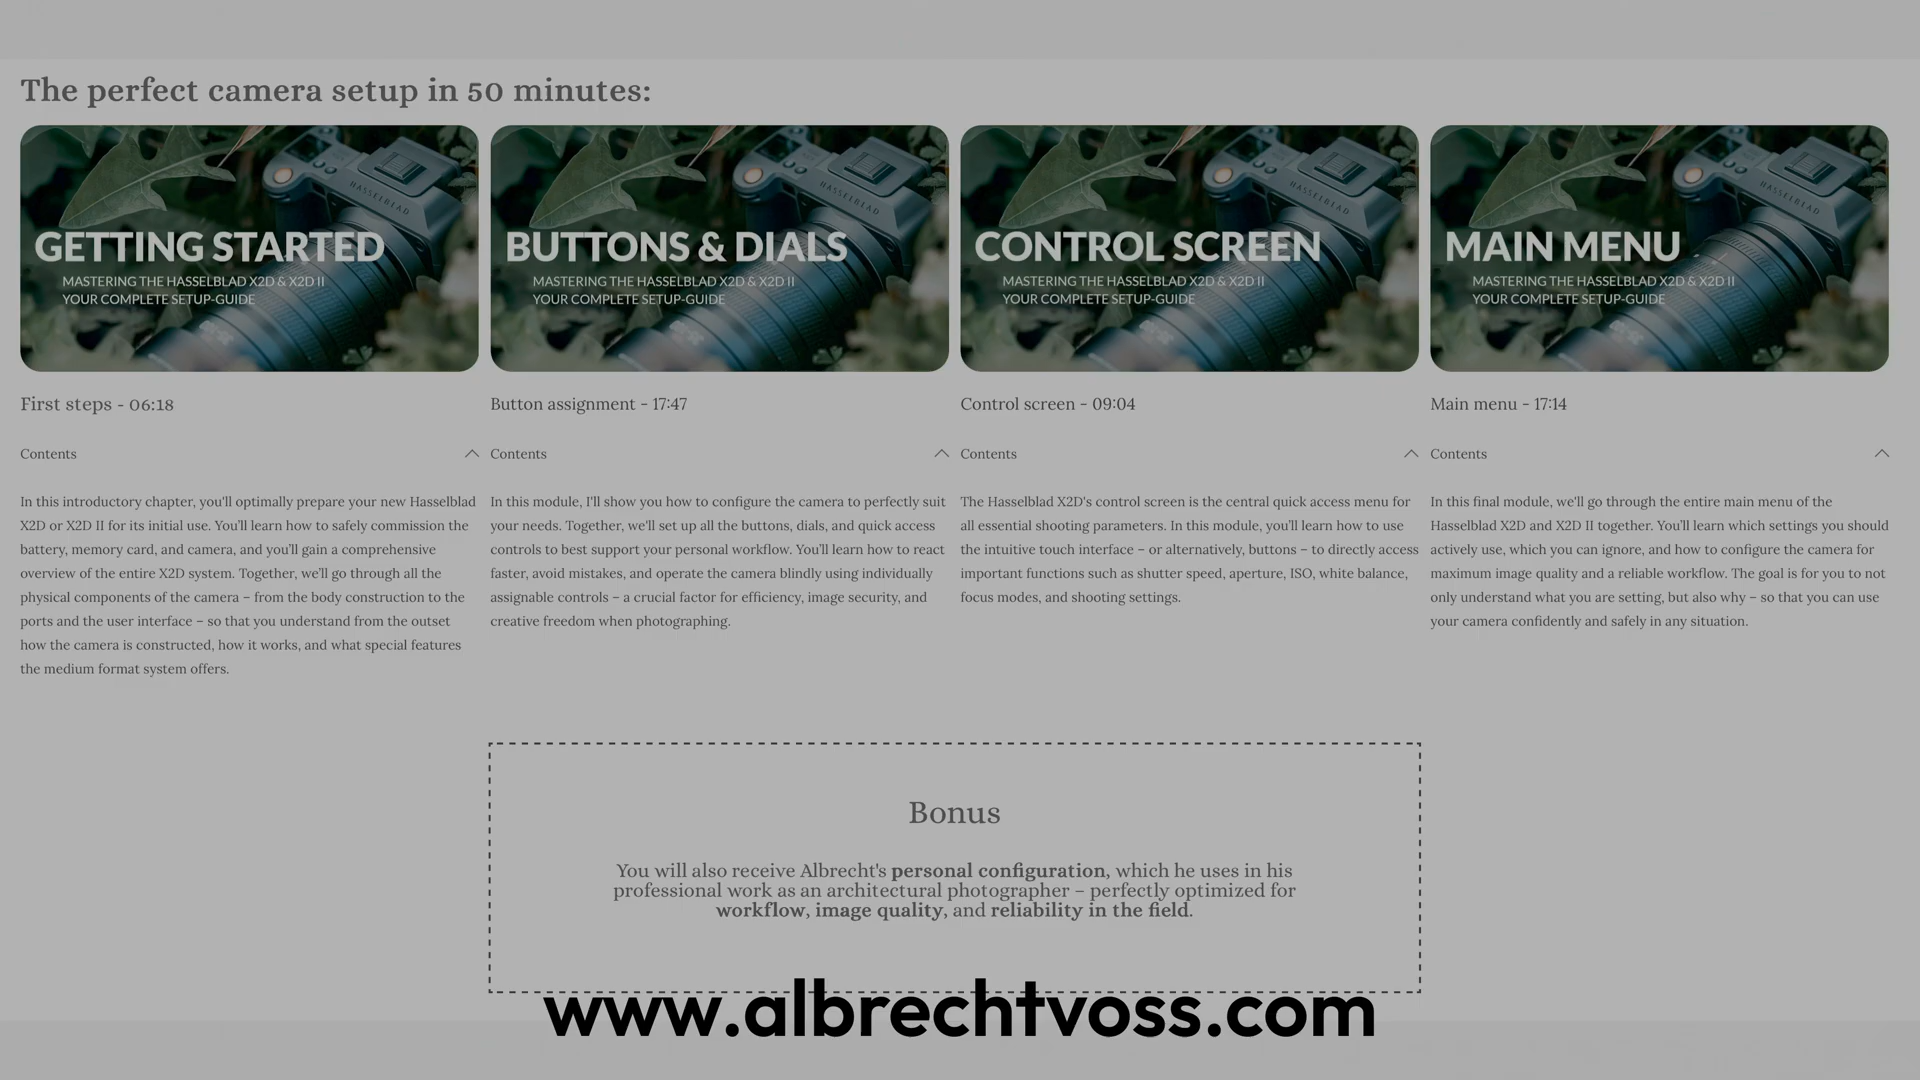 The perfect camera setup in 50 minutes:
HASSELBLAD
GETTING STARTED
MASTERING THE HASSELBLAD X2D & X2D II
YOUR COMPLETE SETUP-GUIDE
HASSELBLAD
BUTTONS & DIALS
MASTERING THE HASSELBLAD X2D & X2D II
YOUR COMPLETE SETUP-GUIDE
HASSELBLAD
CONTROL SCREEN
MASTERING THE HASSELBLAD X2D & X2D II
YOUR COMPLETE SETUP-GUIDE
HASSELBLAD
MAIN MENU
MASTERING THE HASSELBLAD X2D & X2D II
YOUR COMPLETE SETUP-GUIDE
First steps - 06:18
Contents
In this introductory chapter, you'll optimally prepare your new Hasselblad
X2D or X2D II for its initial use. You'll learn how to safely commission the
battery, memory card, and camera, and you'll gain a comprehensive
overview of the entire X2D system. Together, we'll go through all the
physical components of the camera – from the body construction to the
ports and the user interface – so that you understand from the outset
how the camera is constructed, how it works, and what special features
the medium format system offers.
Button assignment - 17:47
Contents
In this module, I'll show you how to configure the camera to perfectly suit
your needs. Together, we'll set up all the buttons, dials, and quick access
controls to best support your personal workflow. You'll learn how to react
faster, avoid mistakes, and operate the camera blindly using individually
assignable controls – a crucial factor for efficiency, image security, and
creative freedom when photographing.
Control screen - 09:04
Contents
The Hasselblad X2D's control screen is the central quick access menu for
all essential shooting parameters. In this module, you'll learn how to use
the intuitive touch interface – or alternatively, buttons – to directly access
important functions such as shutter speed, aperture, ISO, white balance,
focus modes, and shooting settings.
Main menu - 17:14
Contents
In this final module, we'll go through the entire main menu of the
Hasselblad X2D and X2D II together. You'll learn which settings you should
actively use, which you can ignore, and how to configure the camera for
maximum image quality and a reliable workflow. The goal is for you to not
only understand what you are setting, but also why – so that you can use
your camera confidently and safely in any situation.
Bonus
You will also receive Albrecht's personal configuration, which he uses in his
professional work as an architectural photographer – perfectly optimized for
workflow, image quality, and reliability in the field.
www.albrechtvoss.com